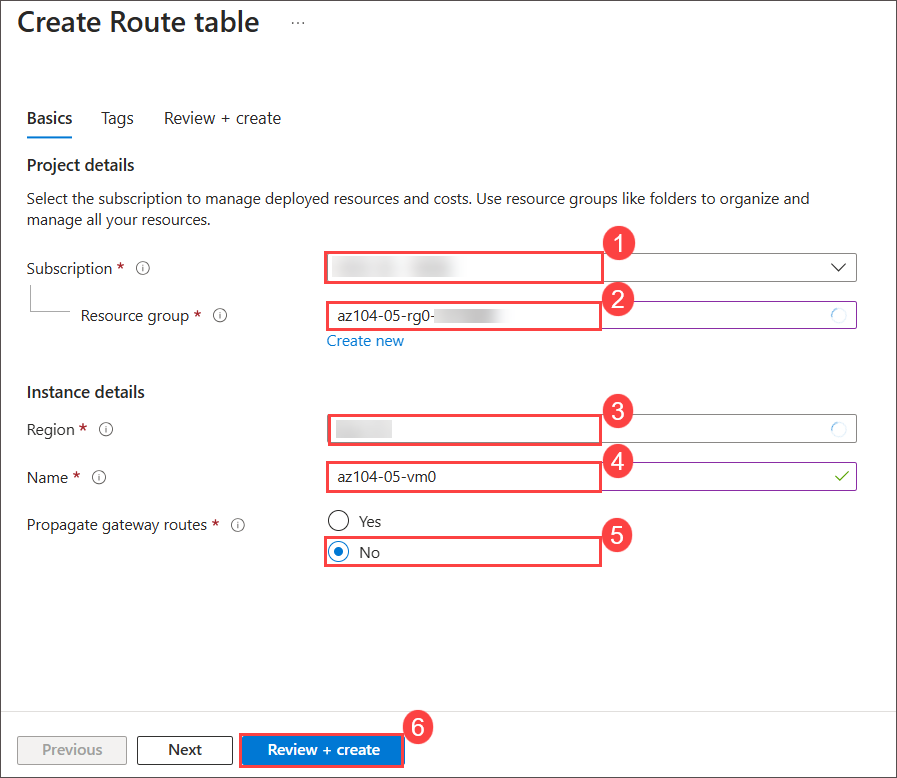 Create Route table ...
Basics Tags Review + create
Project details
Select the subscription to manage deployed resources and costs. Use resource groups like folders to organize and
manage all your resources.
1
Subscription *
2
Resource group * az104-05-rg0-
Create new
Instance details
3
Region *
4
Name * az104-05-vm0
Propagate gateway routes * Yes
5
No
6
Previous Next Review + create